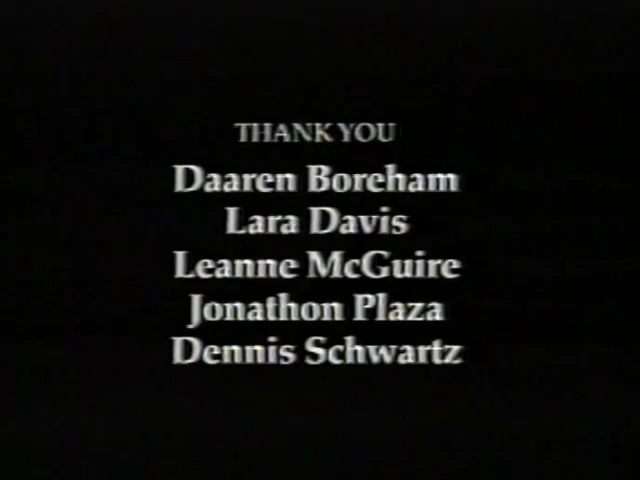 THANK YOU
Daaren Boreham
Lara Davis
Leanne McGuire
Jonathon Plaza
Dennis Schwartz